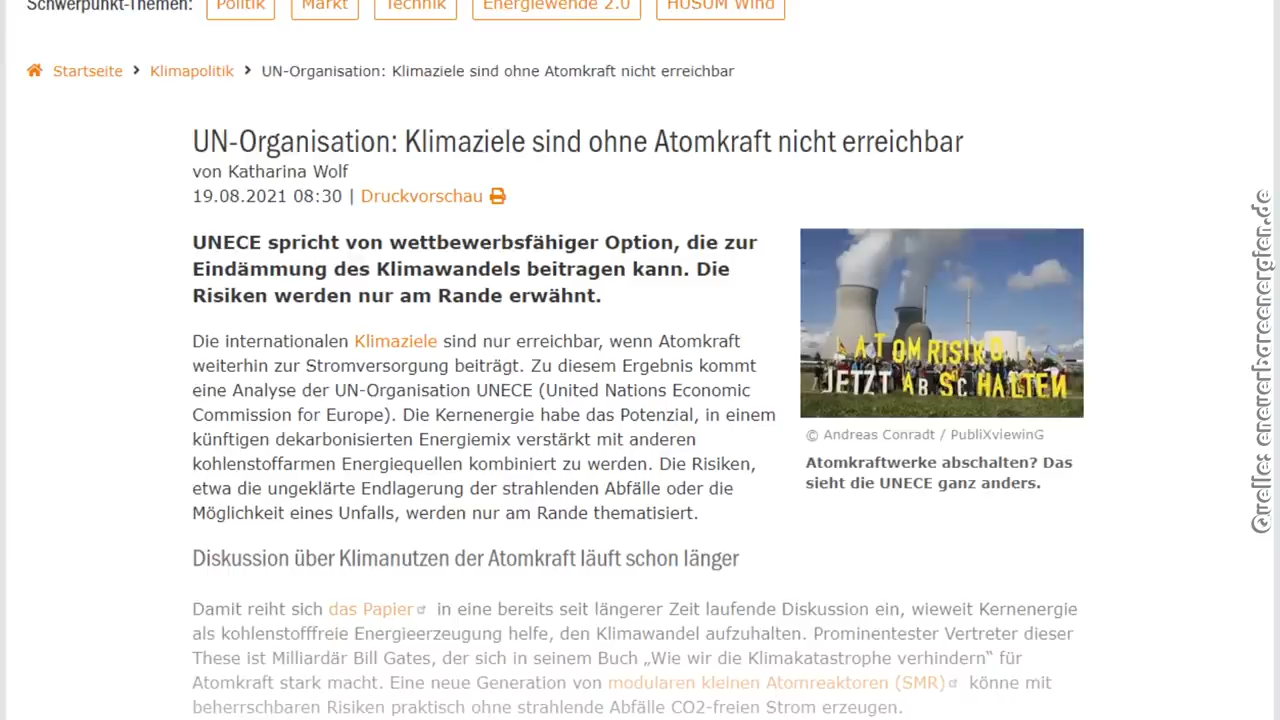 Schwerpunkt-Themen: Politik Markt Technik Energiewende 2.0 HUSUM Wind
Startseite > Klimapolitik > UN-Organisation: Klimaziele sind ohne Atomkraft nicht erreichbar
UN-Organisation: Klimaziele sind ohne Atomkraft nicht erreichbar
von Katharina Wolf
19.08.2021 08:30 | Druckvorschau
UNECE spricht von wettbewerbsfähiger Option, die zur
Eindämmung des Klimawandels beitragen kann. Die
Risiken werden nur am Rande erwähnt.
Die internationalen Klimaziele sind nur erreichbar, wenn Atomkraft
weiterhin zur Stromversorgung beiträgt. Zu diesem Ergebnis kommt
eine Analyse der UN-Organisation UNECE (United Nations Economic
Commission for Europe). Die Kernenergie habe das Potenzial, in einem
künftigen dekarbonisierten Energiemix verstärkt mit anderen
kohlenstoffarmen Energiequellen kombiniert zu werden. Die Risiken,
etwa die ungeklärte Endlagerung der strahlenden Abfälle oder die
Möglichkeit eines Unfalls, werden nur am Rande thematisiert.
ATOMRISIKO
JETZT ABSCHALTEN
© Andreas Conradt / PubliXviewinG
Atomkraftwerke abschalten? Das
sieht die UNECE ganz anders.
Diskussion über Klimanutzen der Atomkraft läuft schon länger
Damit reiht sich das Papier in eine bereits seit längerer Zeit laufende Diskussion ein, wieweit Kernenergie
als kohlenstofffreie Energieerzeugung helfe, den Klimawandel aufzuhalten. Prominentester Vertreter dieser
These ist Milliardär Bill Gates, der sich in seinem Buch „Wie wir die Klimakatastrophe verhindern“ für
Atomkraft stark macht. Eine neue Generation von modularen kleinen Atomreaktoren (SMR) könne mit
beherrschbaren Risiken praktisch ohne strahlende Abfälle CO2-freien Strom erzeugen.
Quelle: erneuerbareenergien.de